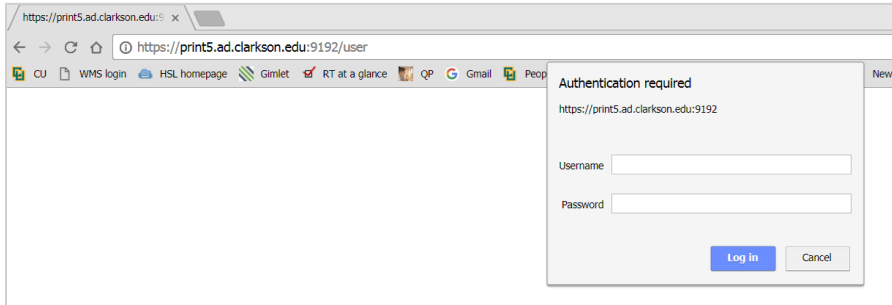 https://print5.ad.clarkson.edu:9
https://print5.ad.clarkson.edu:9192/user
CU WMS login HSL homepage Gimlet RT at a glance QP Gmail Peop New
Authentication required
https://print5.ad.clarkson.edu:9192
Username
Password
Log in Cancel